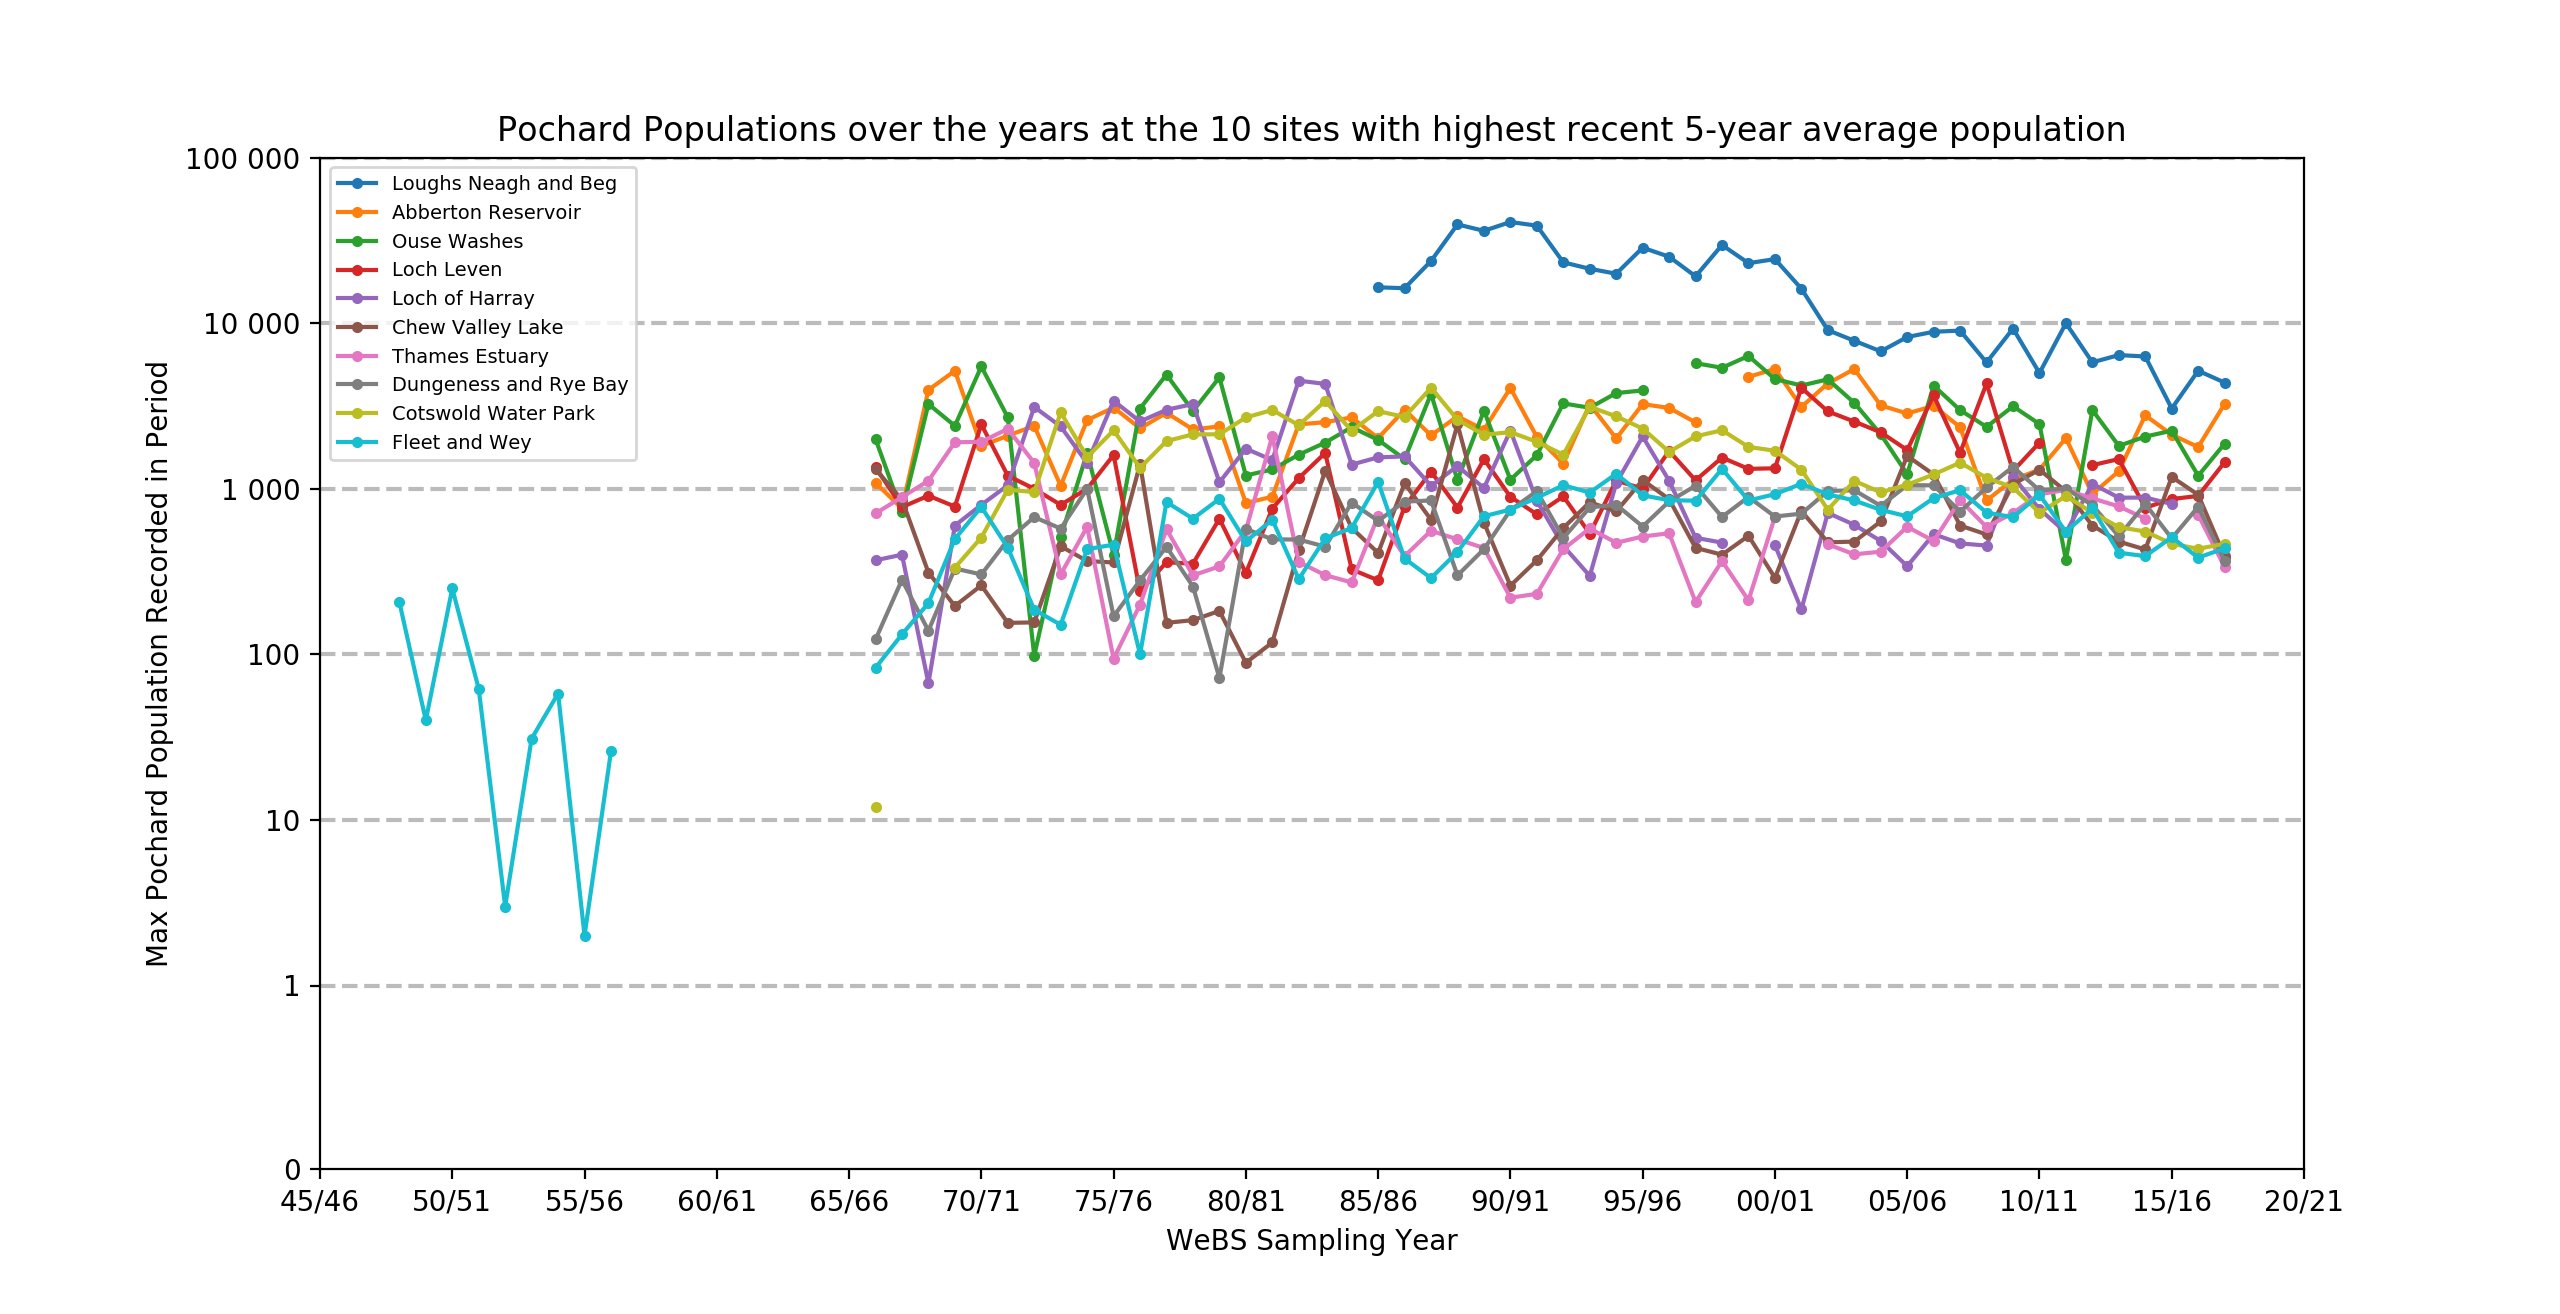 Pochard Populations over the years at the 10 sites with highest recent 5-year average population
100 000
10 000
1 000
100
10
1
0
Max Pochard Population Recorded in Period
Loughs Neagh and Beg
Abberton Reservoir
Ouse Washes
Loch Leven
Loch of Harray
Chew Valley Lake
Thames Estuary
Dungeness and Rye Bay
Cotswold Water Park
Fleet and Wey
45/46 50/51 55/56 60/61 65/66 70/71 75/76 80/81 85/86 90/91 95/96 00/01 05/06 10/11 15/16 20/21
WeBS Sampling Year